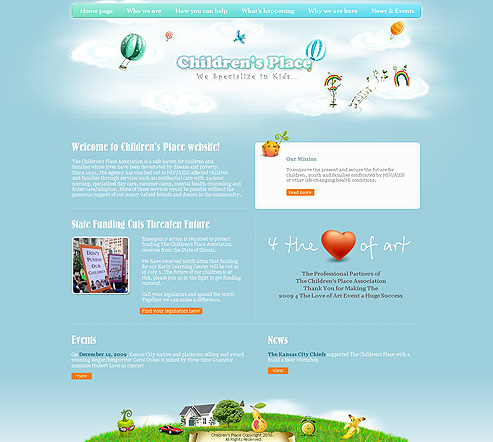 Home page Who we are How you can help What's happening Why we are here News & Events
Children's Place
We Specialize in Kids...
Welcome to Children's Place website!
The Children's Place Association is a safe haven for children and
families whose lives have been devastated by disease and poverty.
Since 1991, the agency has reached out to HIV/AIDS-affected children
and families through services such as: residential care with 24-hour
nursing, specialized day care, summer camp, mental health counseling and
foster care/adoption. None of these services would be possible without the
generous support of our many valued friends and donors in the community.
Our Mission
To improve the present and secure the future for
children, youth and families confronted by HIV/AIDS
or other life-changing health conditions.
read more
State Funding Cuts Threaten Future
DON'T
PUNISH
OUR
CHILDREN
Emergency action is required to protect
funding The Children's Place Association
receives from the State of Illinois.
We have received notification that funding
for our Early Learning Center will be cut as
of July 1. The future of our children is at
risk, please join us in the fight to get funding
restored.
Call your legislators and spread the word!
Together we can make a difference.
Find your legislators here!
4 the of art
The Professional Partners of
The Children's Place Association
Thank You for Making The
2009 4 The Love of Art Event a Huge Success
Events
On December 12, 2009, Kansas City native and platinum selling and award
winning singer/songwriter Carol Duboc is joined by three time Grammy
nominee Hubert Laws in concert
view
News
The Kansas City Chiefs supported The Children's Place with a
Build a Bear Workshop.
view
Children's Place Copyright 2010.
All Rights Reserved